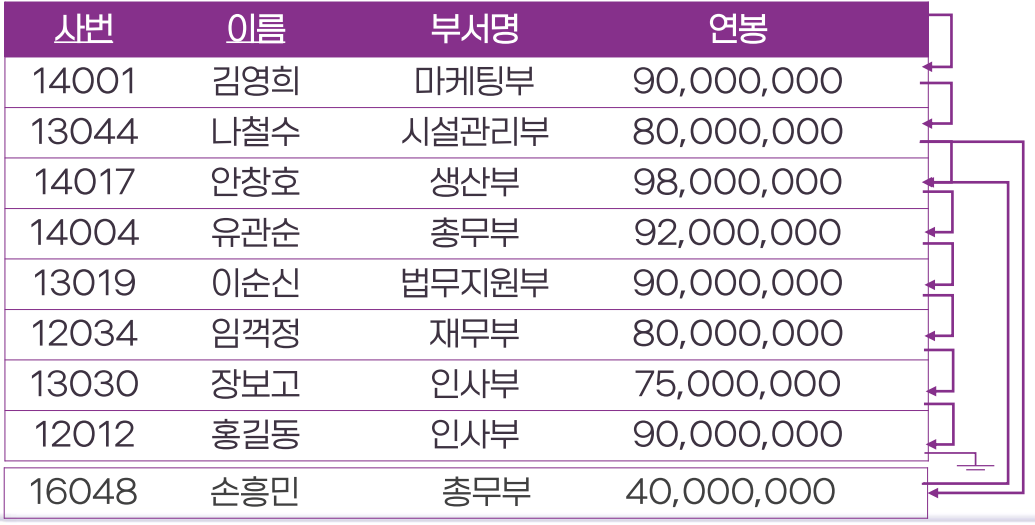 사번 이름 부서명 연봉
14001 김영희 마케팅부 90,000,000
13044 나철수 시설관리부 80,000,000
14017 안창호 생산부 98,000,000
14004 유관순 총무부 92,000,000
13019 이순신 법무지원부 90,000,000
12034 임꺽정 재무부 80,000,000
13030 장보고 인사부 75,000,000
12012 홍길동 인사부 90,000,000
16048 손흥민 총무부 40,000,000